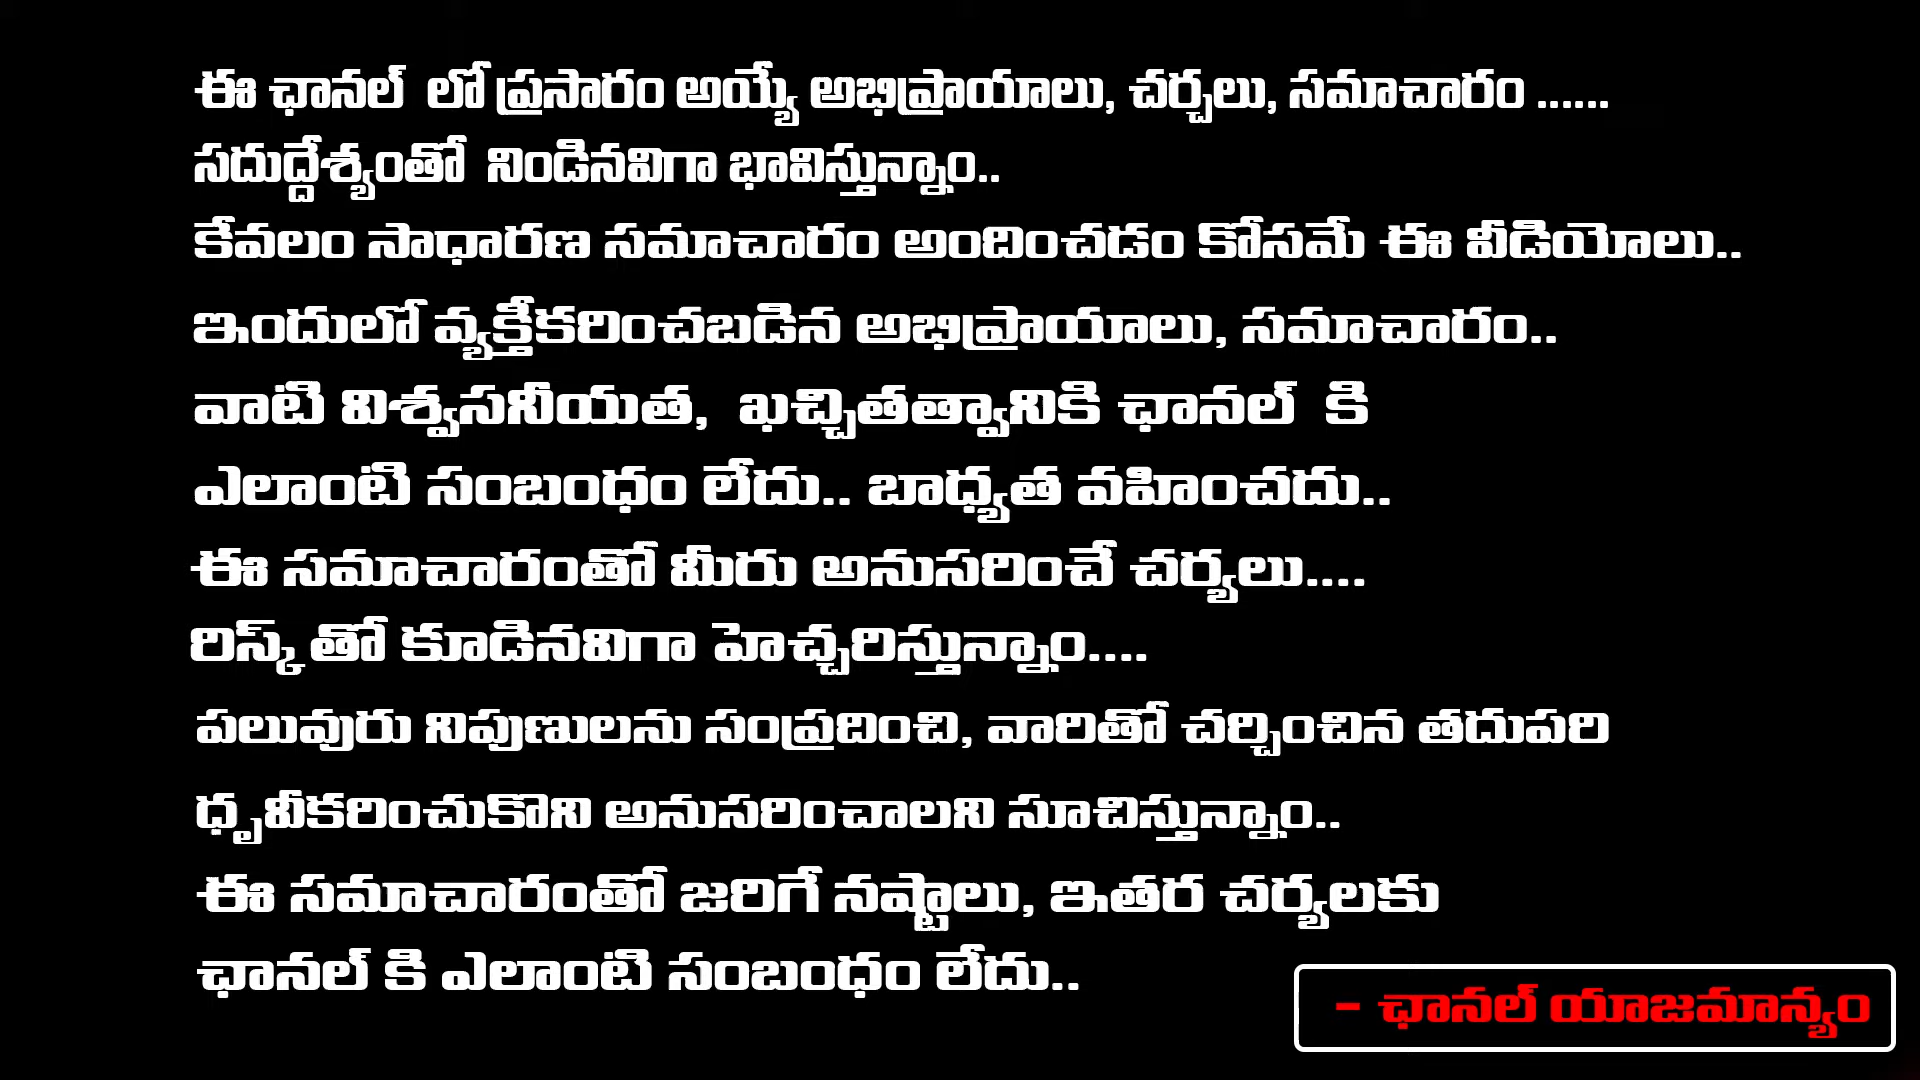 ఈ ఛానల్ లో ప్రసారం అయ్యే అభిప్రాయాలు, చర్చలు, సమాచారం ......
సదుద్దేశ్యంతో నిండినవిగా భావిస్తున్నాం..
కేవలం సాధారణ సమాచారం అందించడం కోసమే ఈ వీడియోలు..
ఇందులో వ్యక్తీకరించబడిన అభిప్రాయాలు, సమాచారం..
వాటి విశ్వసనీయత, ఖచ్చితత్వానికి ఛానల్ కి
ఎలాంటి సంబంధం లేదు.. బాధ్యత వహించదు..
ఈ సమాచారంతో మీరు అనుసరించే చర్యలు....
రిస్క్ తో కూడినవిగా హెచ్చరిస్తున్నాం....
పలువురు నిపుణులను సంప్రదించి, వారితో చర్చించిన తదుపరి
ధృవీకరించుకొని అనుసరించాలని సూచిస్తున్నాం..
ఈ సమాచారంతో జరిగే నష్టాలు, ఇతర చర్యలకు
ఛానల్ కి ఎలాంటి సంబంధం లేదు..
- ఛానల్ యాజమాన్యం